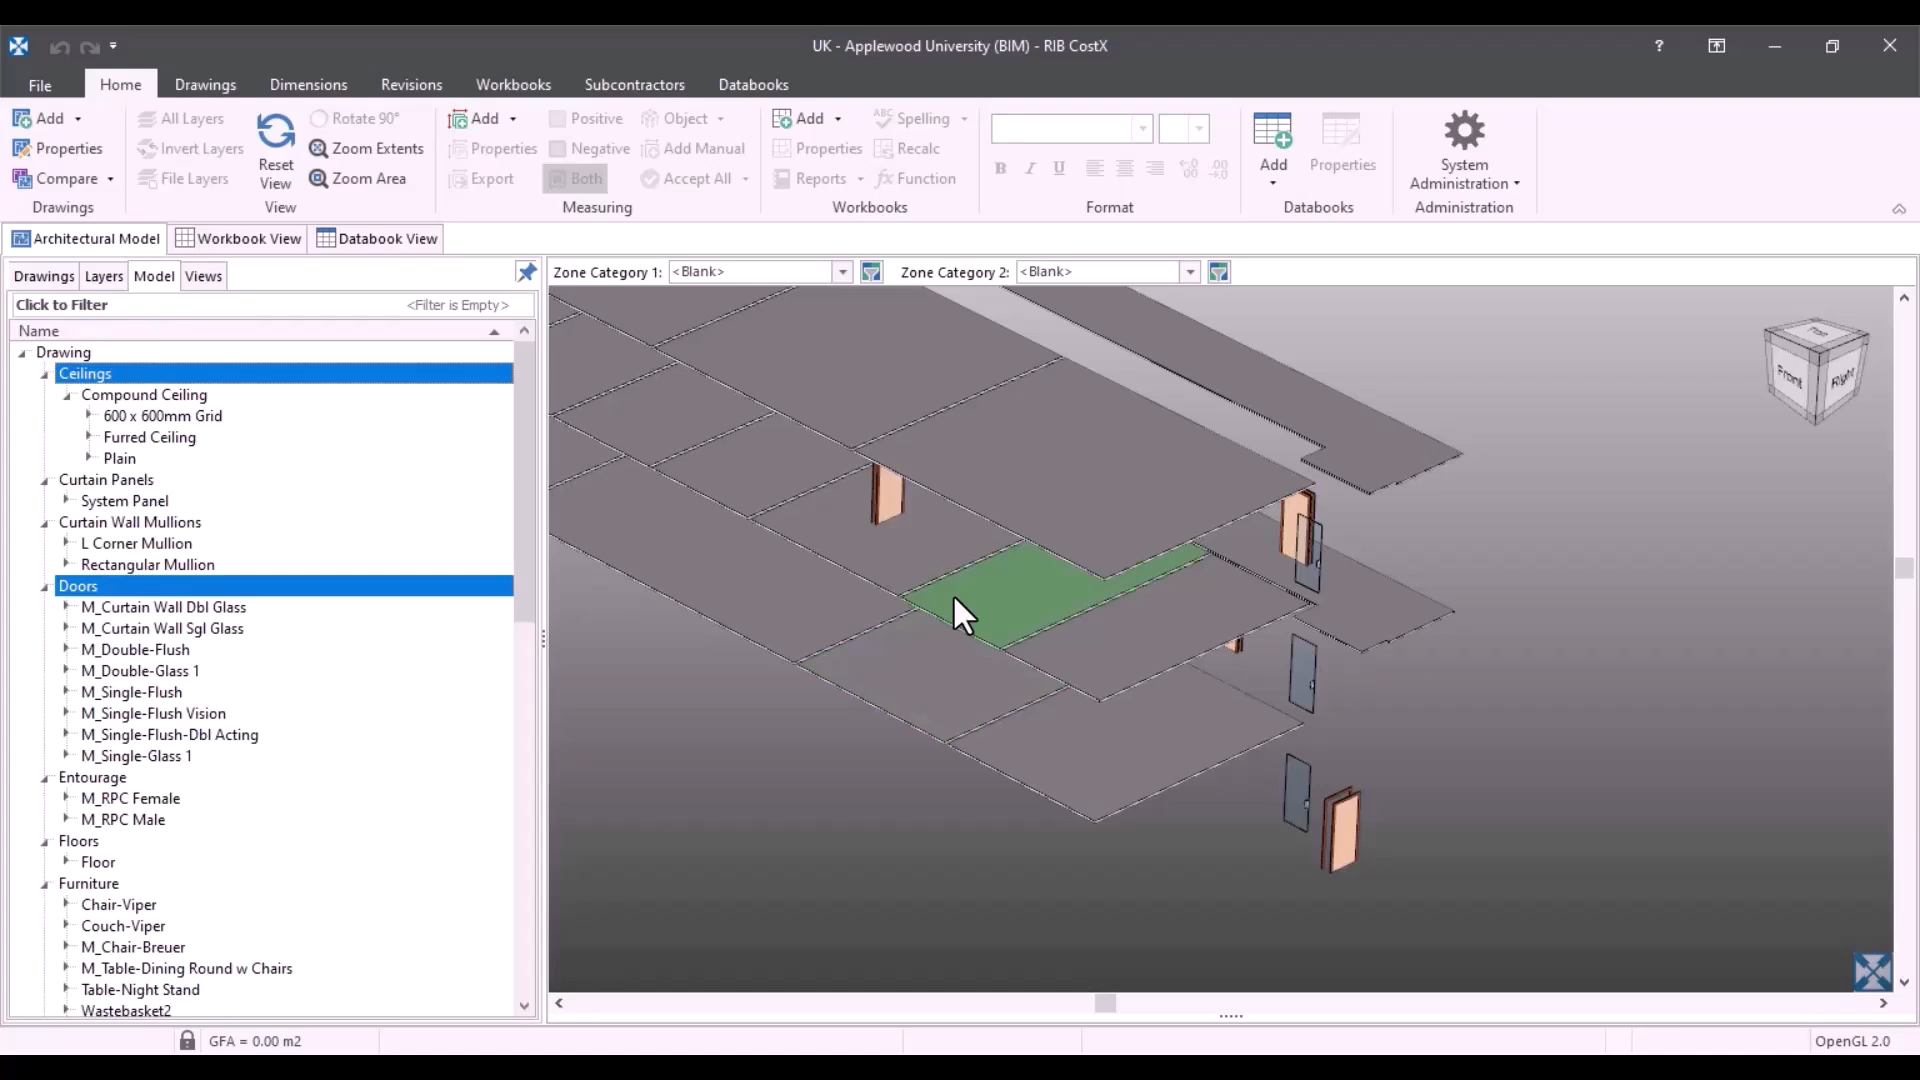 UK - Applewood University (BIM) - RIB CostX
?
File Home Drawings Dimensions Revisions Workbooks Subcontractors Databooks
Add
Properties
Compare
Drawings
All Layers
Invert Layers
File Layers
Reset
View
Rotate 90°
Zoom Extents
Zoom Area
View
Add
Properties
Export
Positive
Negative
Both
Object
Add Manual
Accept All
Measuring
Add
Properties
Reports
ABC Spelling
Recalc
fx Function
Workbooks
B I U
Format
Add
Properties
Databooks
System
Administration
Administration
Architectural Model Workbook View Databook View
Drawings Layers Model Views
Zone Category 1: <Blank> Zone Category 2: <Blank>
Click to Filter <Filter is Empty>
Name
Drawing
Ceilings
Compound Ceiling
600 x 600mm Grid
Furred Ceiling
Plain
Curtain Panels
System Panel
Curtain Wall Mullions
L Corner Mullion
Rectangular Mullion
Doors
M_Curtain Wall Dbl Glass
M_Curtain Wall Sgl Glass
M_Double-Flush
M_Double-Glass 1
M_Single-Flush
M_Single-Flush Vision
M_Single-Flush-Dbl Acting
M_Single-Glass 1
Entourage
M_RPC Female
M_RPC Male
Floors
Floor
Furniture
Chair-Viper
Couch-Viper
M_Chair-Breuer
M_Table-Dining Round w Chairs
Table-Night Stand
Wastebasket2
Top
Front Right
GFA = 0.00 m2
OpenGL 2.0